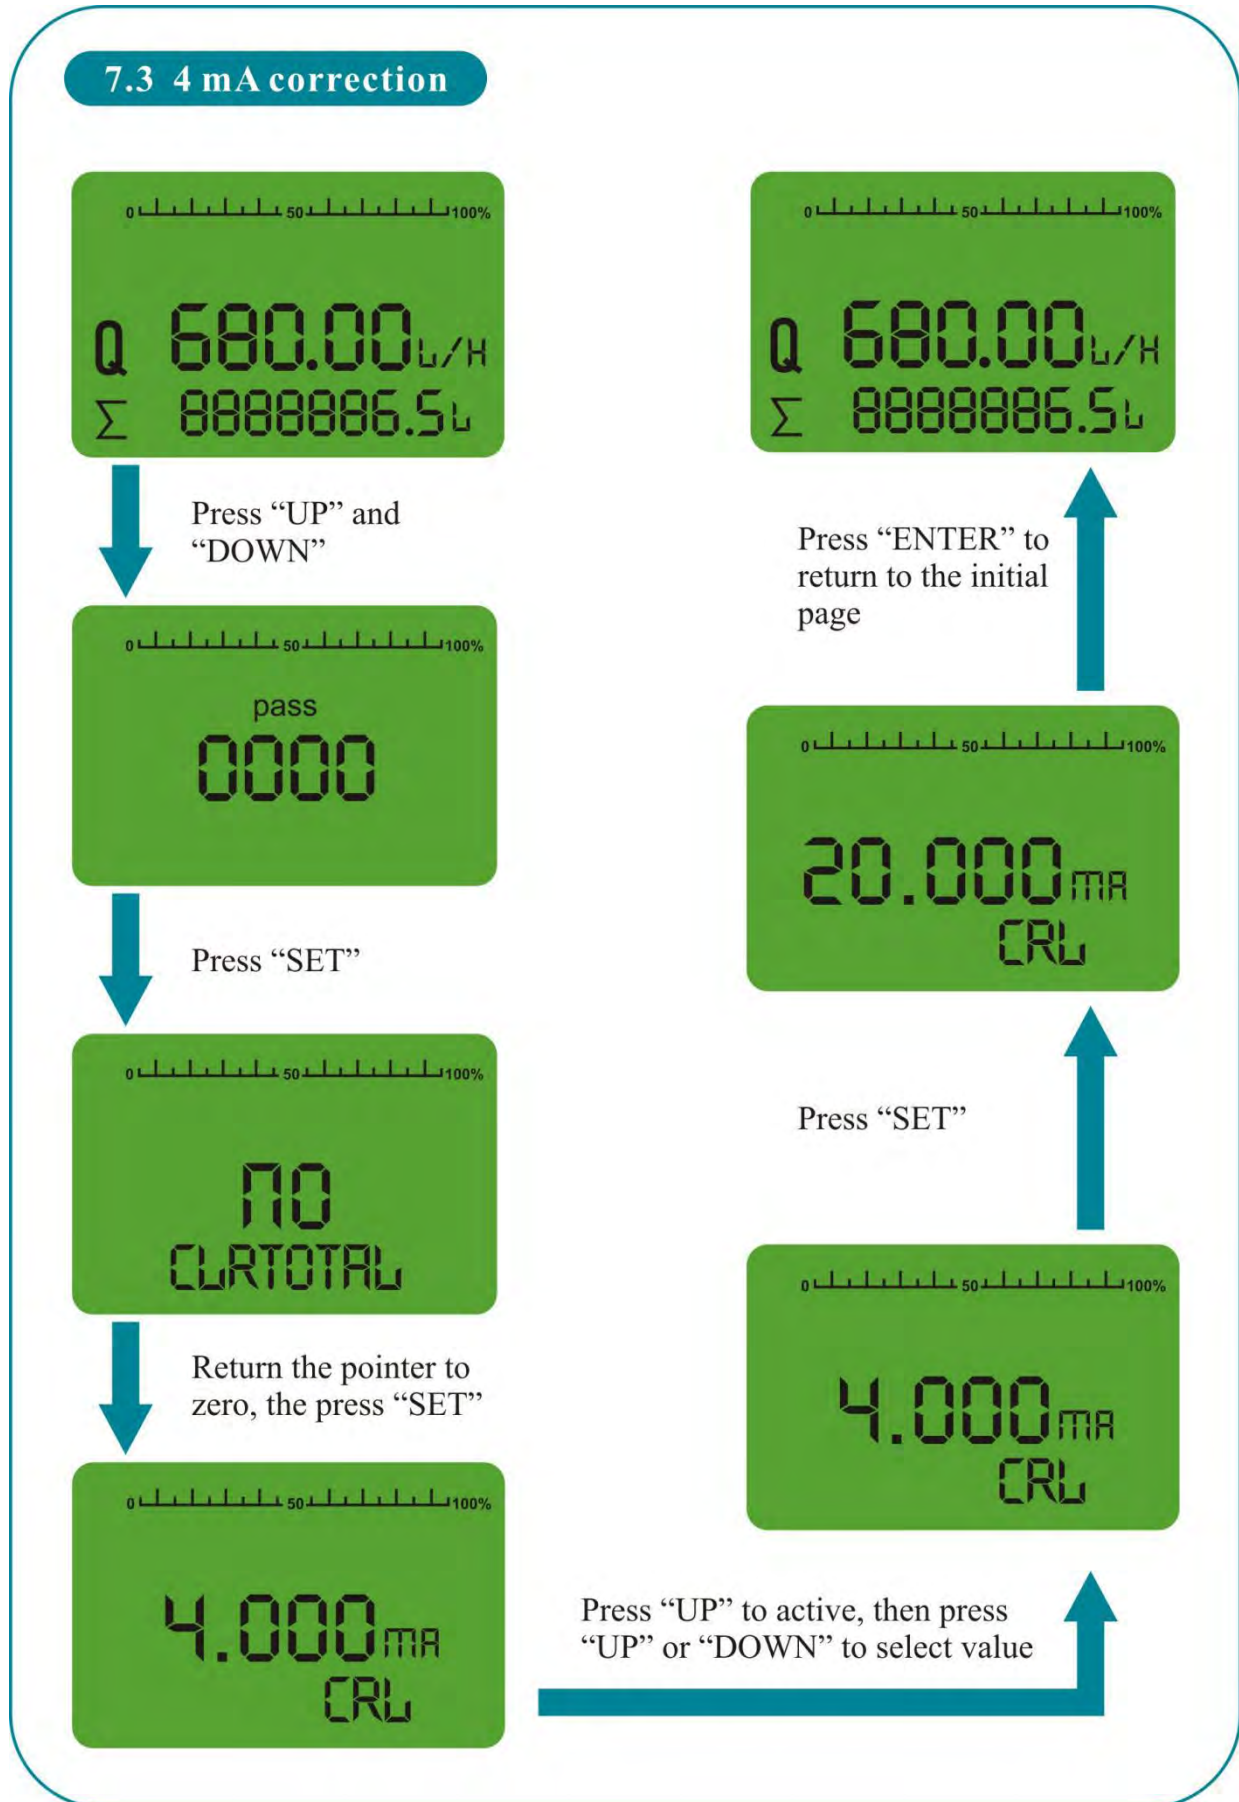 7.3 4 mA correction
0 50 100%
Q 680.00 L/H
∑ 8888886.5 L
Press “UP” and
“DOWN”
0 50 100%
pass
0000
Press “SET”
0 50 100%
NO
CLRTOTAL
Return the pointer to
zero, the press “SET”
0 50 100%
4.000 mA
CAL
Press “UP” to active, then press
“UP” or “DOWN” to select value
0 50 100%
4.000 mA
CAL
Press “SET”
0 50 100%
20.000 mA
CAL
Press “ENTER” to
return to the initial
page
0 50 100%
Q 680.00 L/H
∑ 8888886.5 L